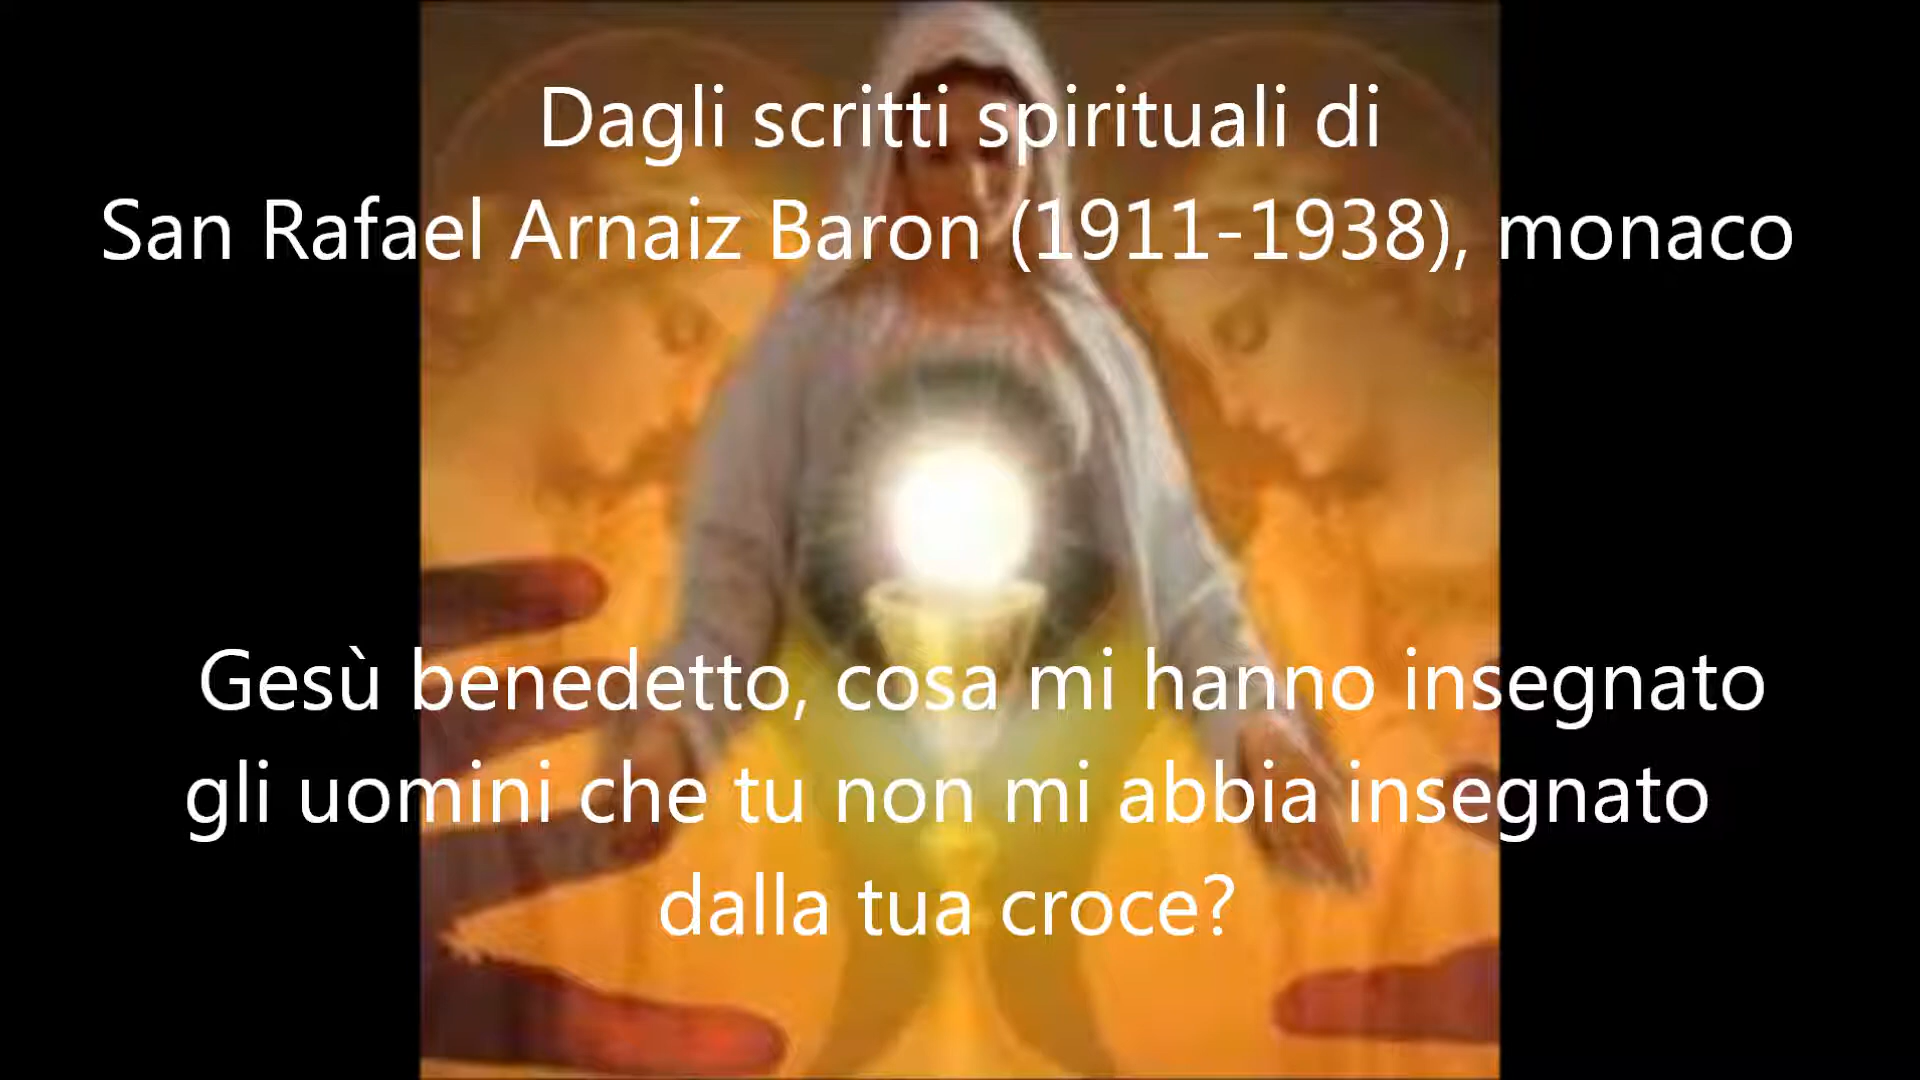 Dagli scritti spirituali di
San Rafael Arnaiz Baron (1911-1938), monaco
Gesù benedetto, cosa mi hanno insegnato
gli uomini che tu non mi abbia insegnato
dalla tua croce?